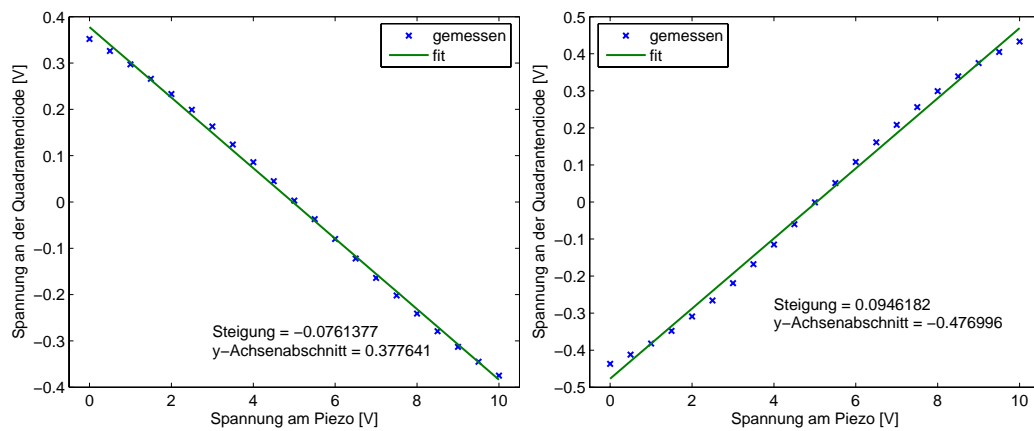 0.4
0.3
0.2
0.1
0
−0.1
−0.2
−0.3
−0.4
0 2 4 6 8 10
Spannung am Piezo [V]
Spannung an der Quadrantendiode [V]
gemessen
fit
Steigung = −0.0761377
y−Achsenabschnitt = 0.377641
0.5
0.4
0.3
0.2
0.1
0
−0.1
−0.2
−0.3
−0.4
−0.5
0 2 4 6 8 10
Spannung am Piezo [V]
Spannung an der Quadrantendiode [V]
gemessen
fit
Steigung = 0.0946182
y−Achsenabschnitt = −0.476996